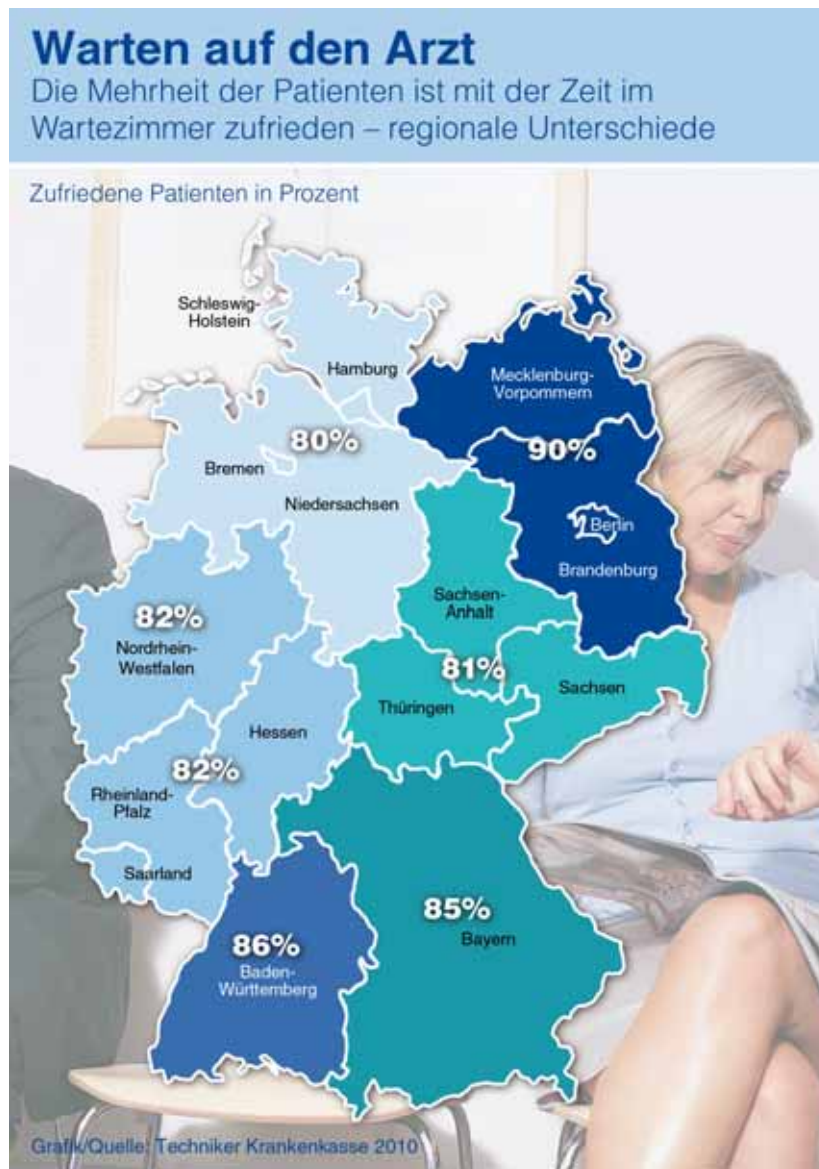 Warten auf den Arzt
Die Mehrheit der Patienten ist mit der Zeit im
Wartezimmer zufrieden – regionale Unterschiede
Zufriedene Patienten in Prozent
Schleswig-
Holstein
Hamburg
Mecklenburg-
Vorpommern
80%
90%
Bremen
Niedersachsen
Berlin
Brandenburg
82%
Nordrhein-
Westfalen
Sachsen-
Anhalt
81%
Sachsen
Thüringen
Hessen
82%
Rheinland-
Pfalz
Saarland
85%
Bayern
86%
Baden-
Württemberg
Grafik/Quelle: Techniker Krankenkasse 2010